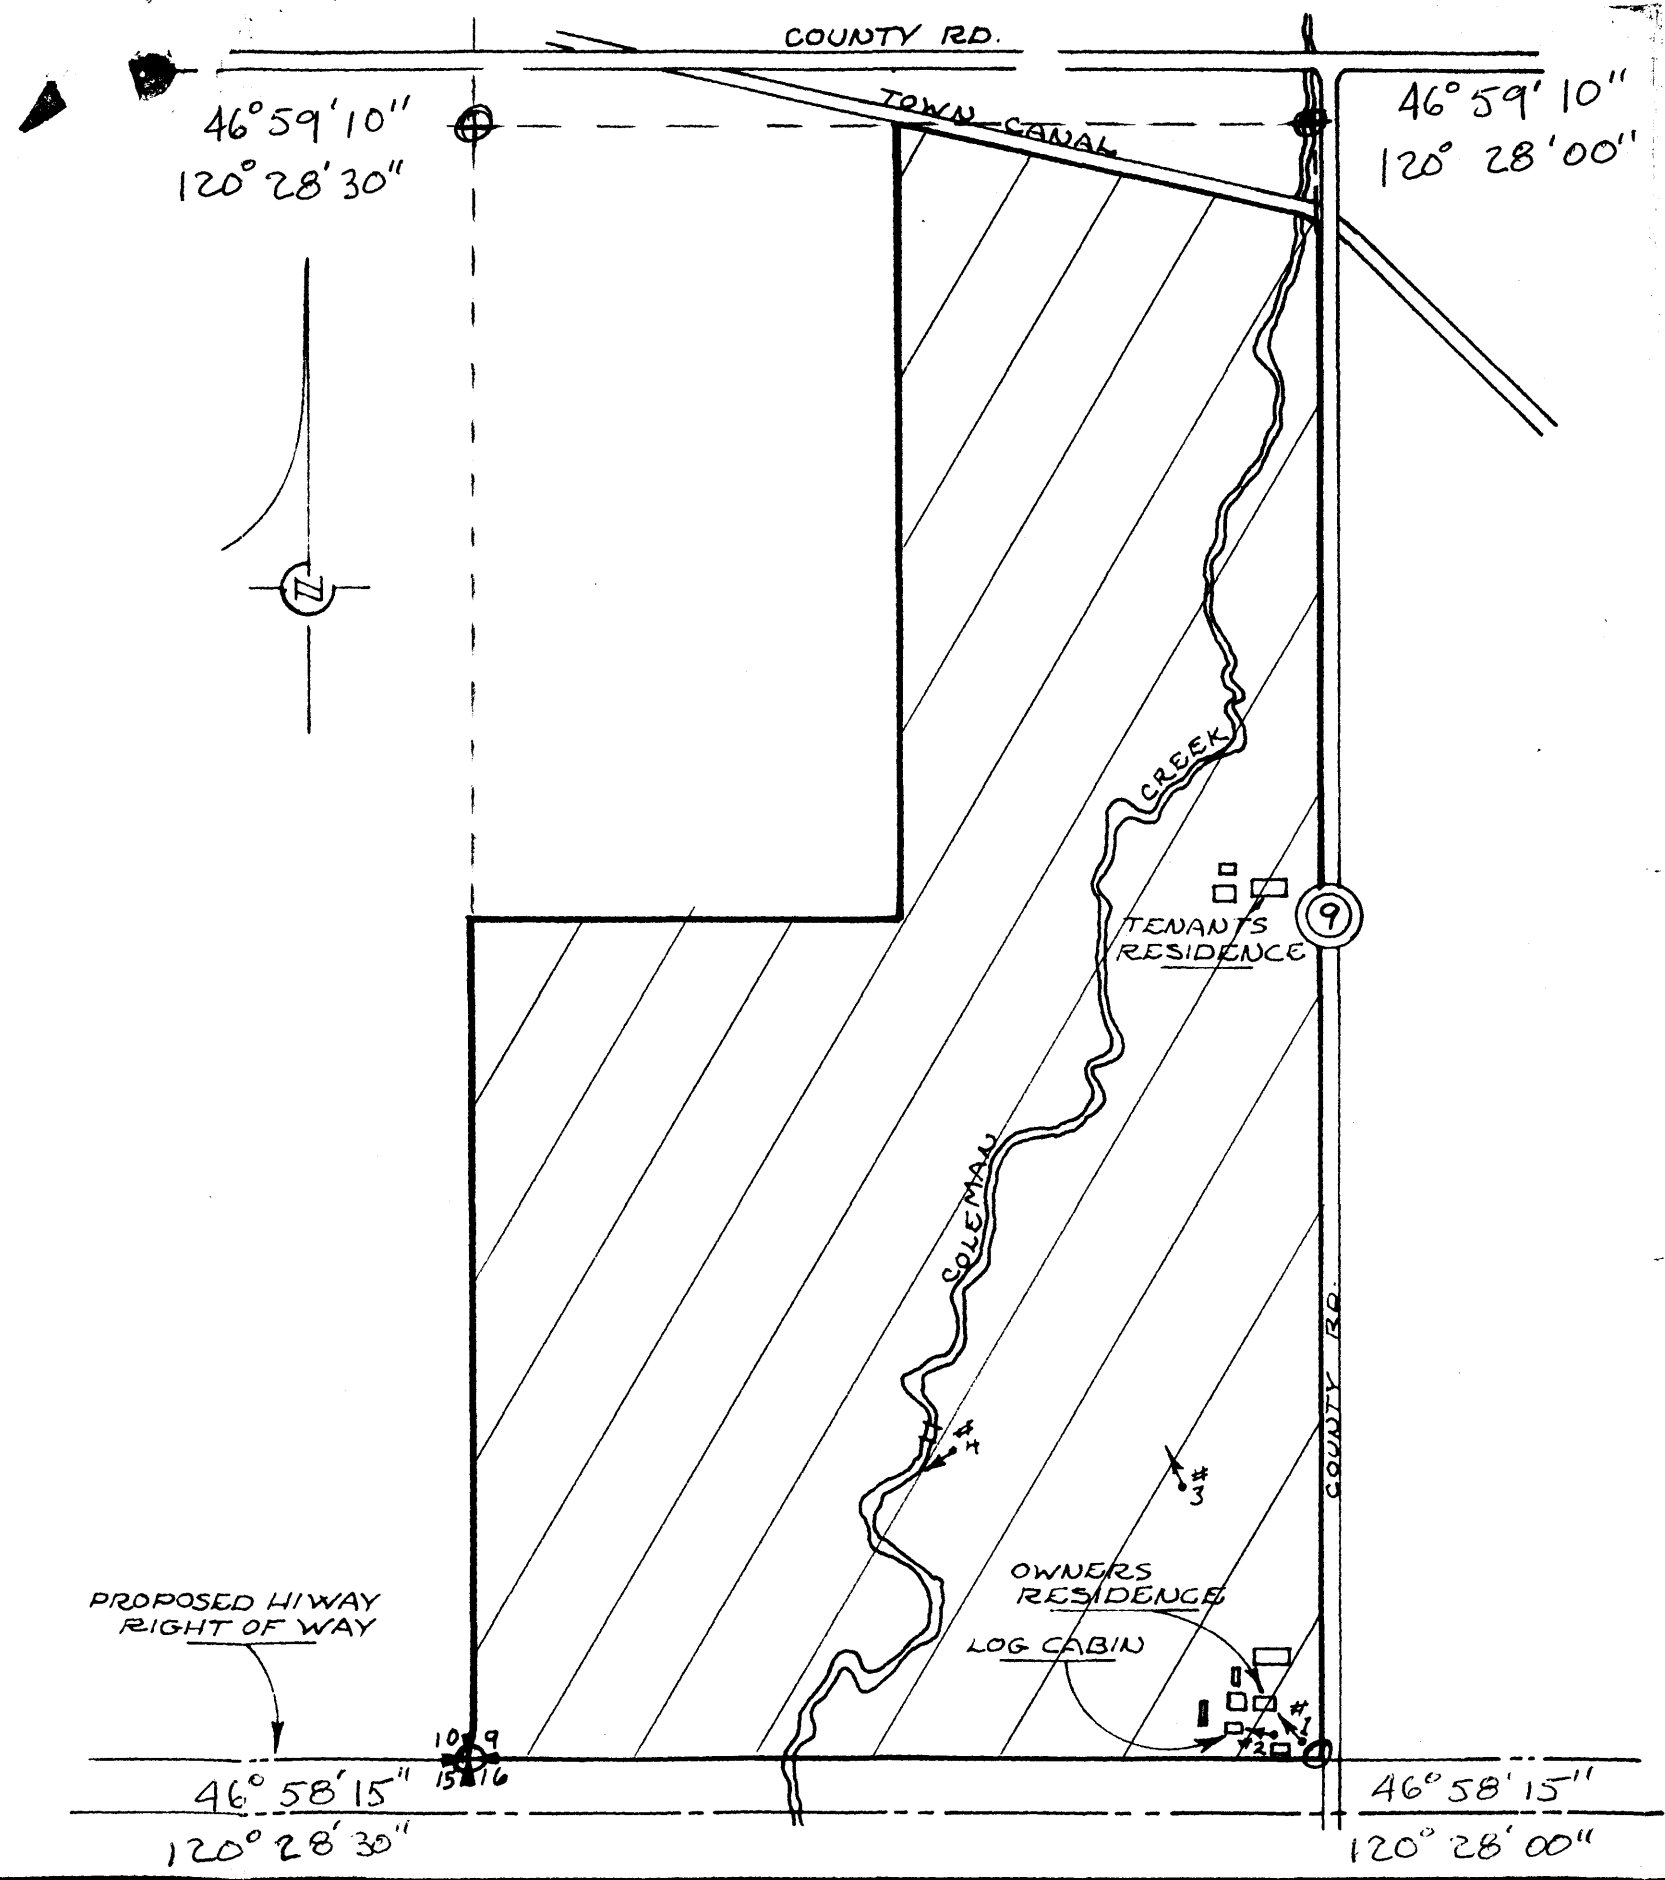 COUNTY RD.
46° 59' 10"
120° 28' 30"
TOWN CANAL
46° 59' 10"
120° 28' 00"
N
CREEK
TENANTS
RESIDENCE
9
COLEMAN
COUNTY RD.
#4
#3
OWNERS
RESIDENCE
LOG CABIN
PROPOSED HIWAY
RIGHT OF WAY
#1
#2
10 9
15 16
46° 58' 15"
120° 28' 30"
46° 58' 15"
120° 28' 00"